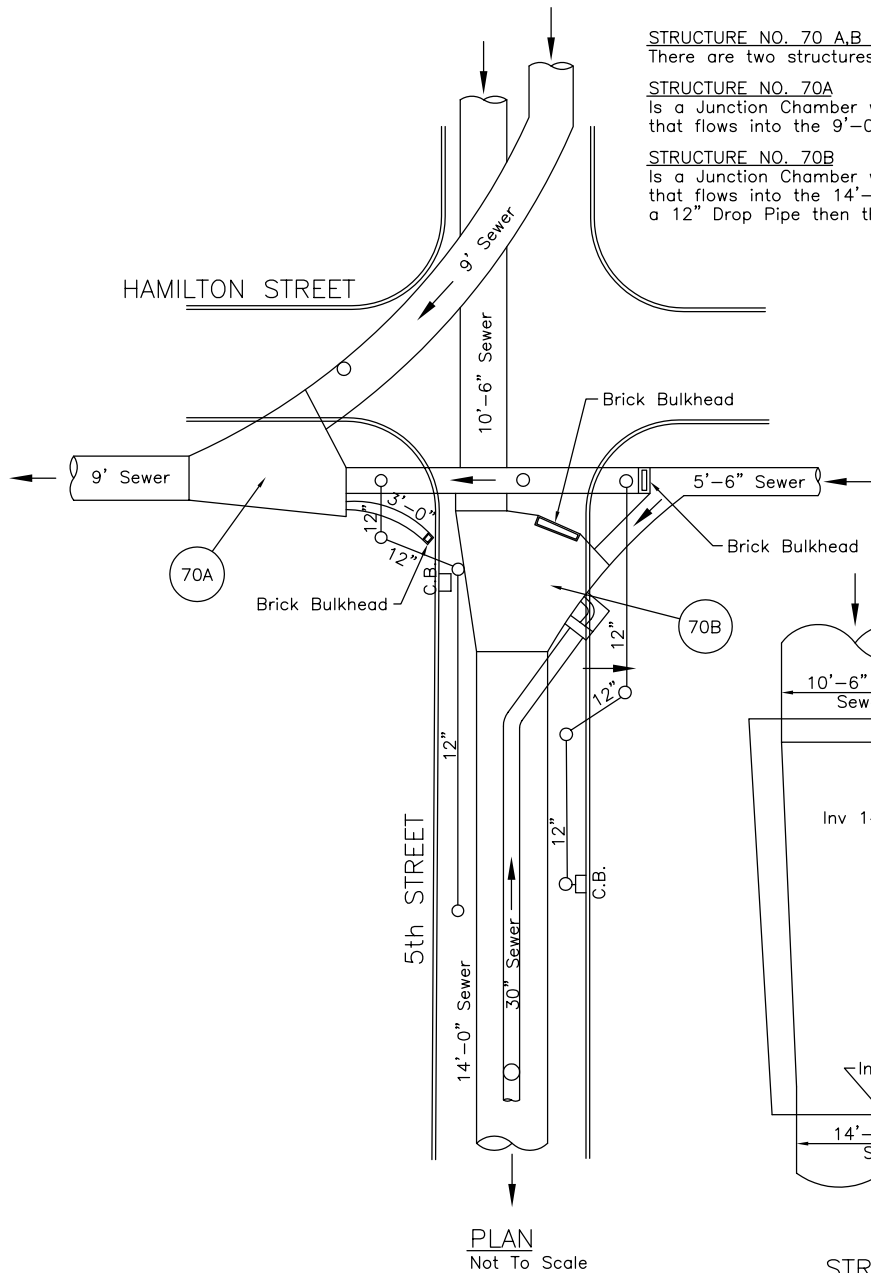 STRUCTURE NO. 70 A,B
There are two structures
STRUCTURE NO. 70A
Is a Junction Chamber
that flows into the 9'-0
STRUCTURE NO. 70B
Is a Junction Chamber
that flows into the 14'-
a 12" Drop Pipe then
HAMILTON STREET
9' Sewer
10'-6" Sewer
Brick Bulkhead
9' Sewer
5'-6" Sewer
3'-0"
12"
12"
Brick Bulkhead
70A
C.B.
Brick Bulkhead
70B
12"
12"
10'-6"
12"
12"
Inv
5th STREET
C.B.
14'-0" Sewer
30" Sewer
14'-
PLAN
Not To Scale